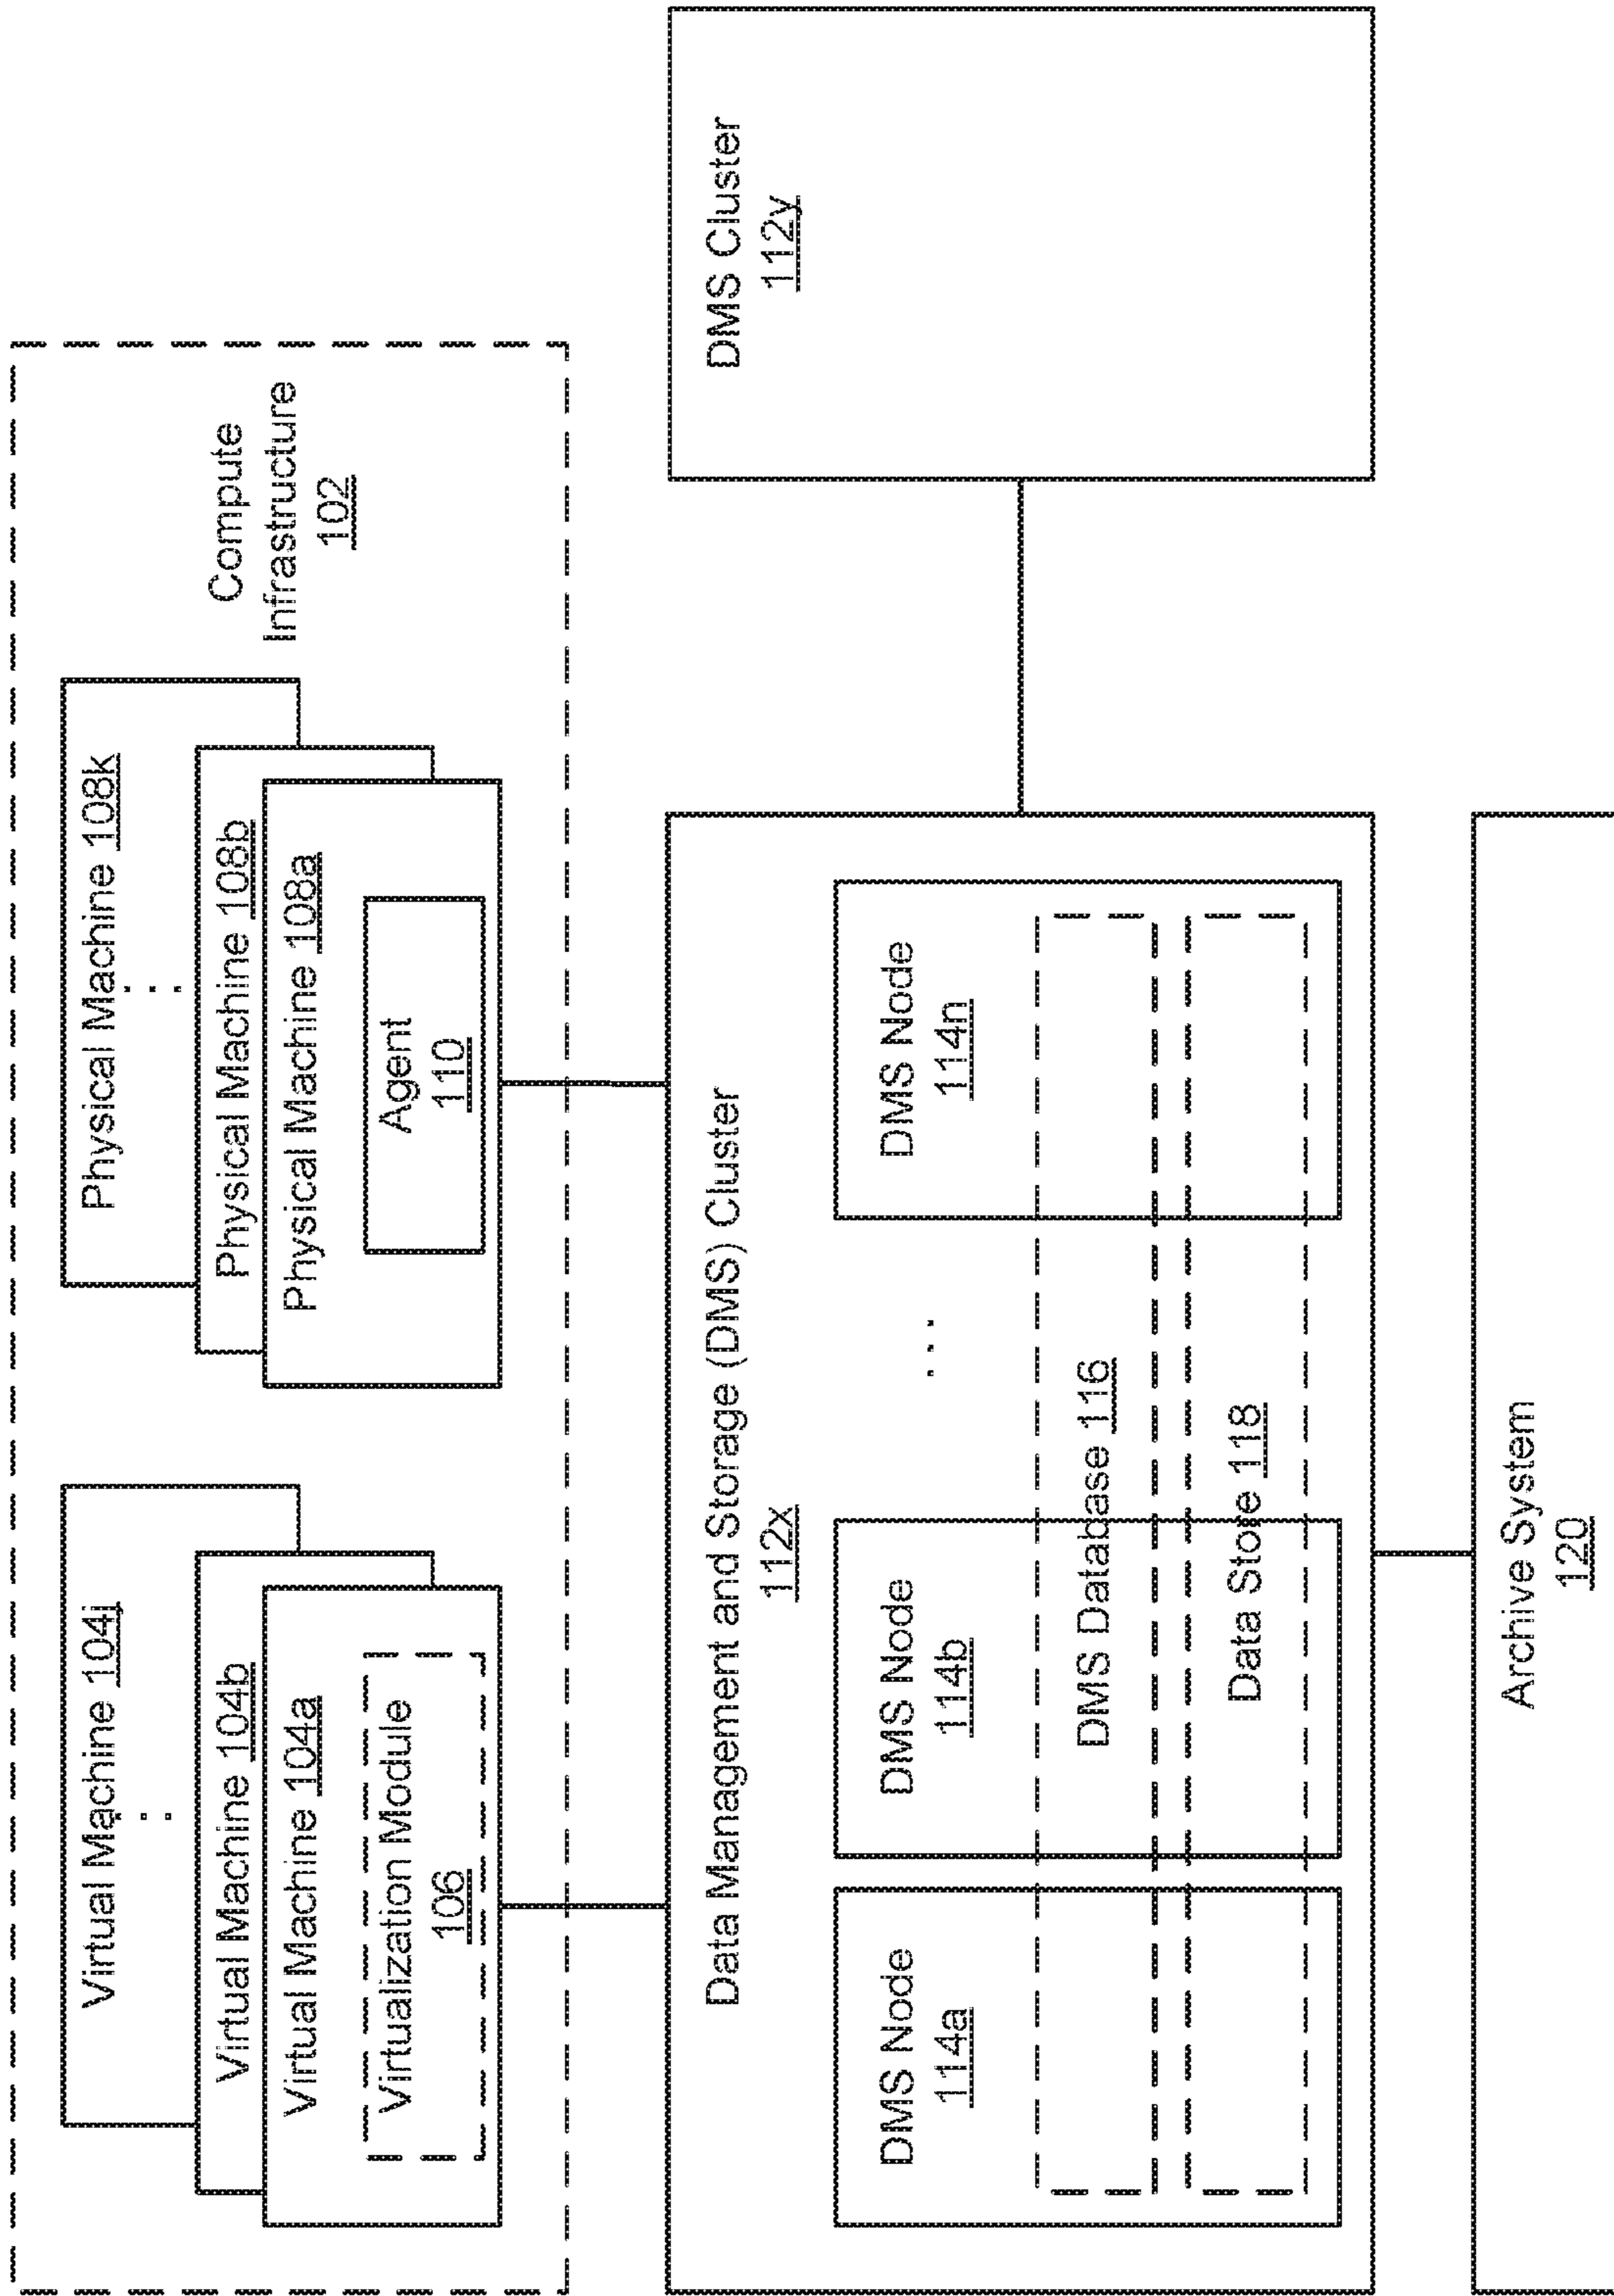 Virtual Machine 104j
Virtual Machine 104b
Virtual Machine 104a
Virtualization Module
106
Physical Machine 108k
Physical Machine 108b
Physical Machine 108a
Agent
110
Compute
Infrastructure
102
Data Management and Storage (DMS) Cluster
112x
DMS Node
114a
DMS Node
114b
...
DMS Node
114n
DMS Database 116
Data Store 118
DMS Cluster
112y
Archive System
120